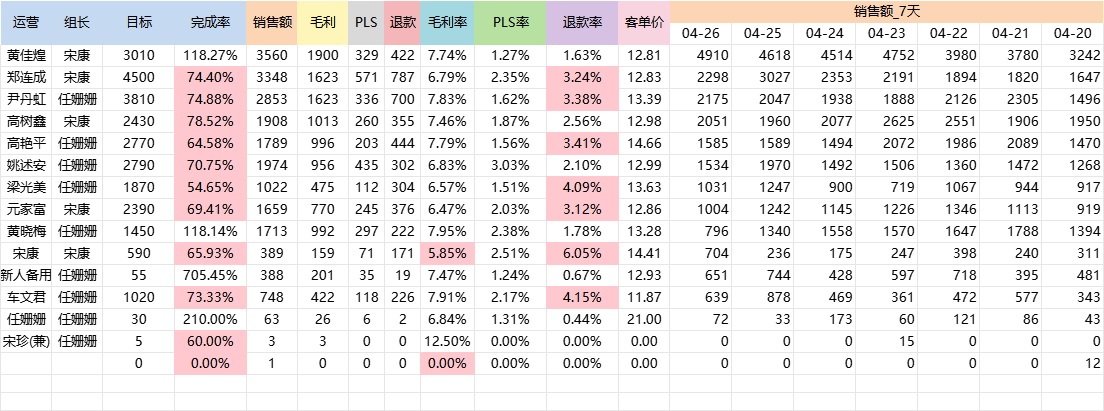 运营 组长 目标 完成率 销售额 毛利 PLS 退款 毛利率 PLS率 退款率 客单价 销售额_7天
04-26 04-25 04-24 04-23 04-22 04-21 04-20
黄佳煌 宋康 3010 118.27% 3560 1900 329 422 7.74% 1.27% 1.63% 12.81 4910 4618 4514 4752 3980 3780 3242
郑连成 宋康 4500 74.40% 3348 1623 571 787 6.79% 2.35% 3.24% 12.83 2298 3027 2353 2191 1894 1820 1647
尹丹虹 任姗姗 3810 74.88% 2853 1623 336 700 7.83% 1.62% 3.38% 13.39 2175 2047 1938 1888 2126 2305 1496
高树鑫 宋康 2430 78.52% 1908 1013 260 355 7.46% 1.87% 2.56% 12.98 2051 1960 2077 2625 2551 1906 1950
高艳平 任姗姗 2770 64.58% 1789 996 203 444 7.79% 1.56% 3.41% 14.66 1585 1589 1494 2072 1986 2089 1470
姚述安 任姗姗 2790 70.75% 1974 956 435 302 6.83% 3.03% 2.10% 12.99 1534 1970 1492 1506 1360 1472 1268
梁光美 任姗姗 1870 54.65% 1022 475 112 304 6.57% 1.51% 4.09% 13.63 1031 1247 900 719 1067 944 917
元家富 宋康 2390 69.41% 1659 770 245 376 6.47% 2.03% 3.12% 12.86 1004 1242 1145 1226 1346 1113 919
黄晓梅 任姗姗 1450 118.14% 1713 992 297 222 7.95% 2.38% 1.78% 13.28 796 1340 1558 1570 1647 1788 1394
宋康 宋康 590 65.93% 389 159 71 171 5.85% 2.51% 6.05% 14.41 704 236 175 247 398 240 311
新人备用 任姗姗 55 705.45% 388 201 35 19 7.47% 1.24% 0.67% 12.93 651 744 428 597 718 395 481
车文君 任姗姗 1020 73.33% 748 422 118 226 7.91% 2.17% 4.15% 11.87 639 878 469 361 472 577 343
任姗姗 任姗姗 30 210.00% 63 26 6 2 6.84% 1.31% 0.44% 21.00 72 33 173 60 121 86 43
宋珍(兼) 任姗姗 5 60.00% 3 3 0 0 12.50% 0.00% 0.00% 0.00 0 0 0 15 0 0 0
0 0.00% 1 0 0 0 0.00% 0.00% 0.00% 0.00 0 0 0 0 0 0 12